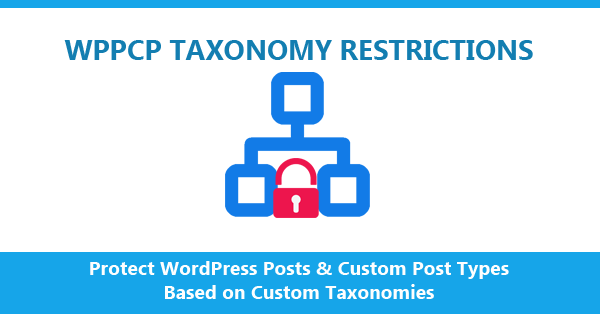 WPPCP TAXONOMY RESTRICTIONS
Protect WordPress Posts & Custom Post Types
Based on Custom Taxonomies